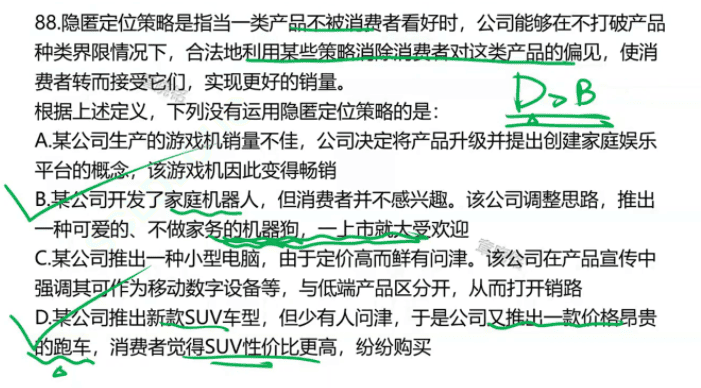 88.隐匿定位策略是指当一类产品不被消费者看好时，公司能够在不打破产品
种类界限情况下，合法地利用某些策略消除消费者对这类产品的偏见，使消
费者转而接受它们，实现更好的销量。
根据上述定义，下列没有运用隐匿定位策略的是：
D>B
A.某公司生产的游戏机销量不佳，公司决定将产品升级并提出创建家庭娱乐
平台的概念，该游戏机因此变得畅销
B.某公司开发了家庭机器人，但消费者并不感兴趣。该公司调整思路，推出
一种可爱的、不做家务的机器狗，一上市就大受欢迎
C.某公司推出一种小型电脑，由于定价高而鲜有问津。该公司在产品宣传中
强调其可作为移动数字设备等，与低端产品区分开，从而打开销路
D.某公司推出新款SUV车型，但少有人问津，于是公司又推出一款价格昂贵
的跑车，消费者觉得SUV性价比更高，纷纷购买